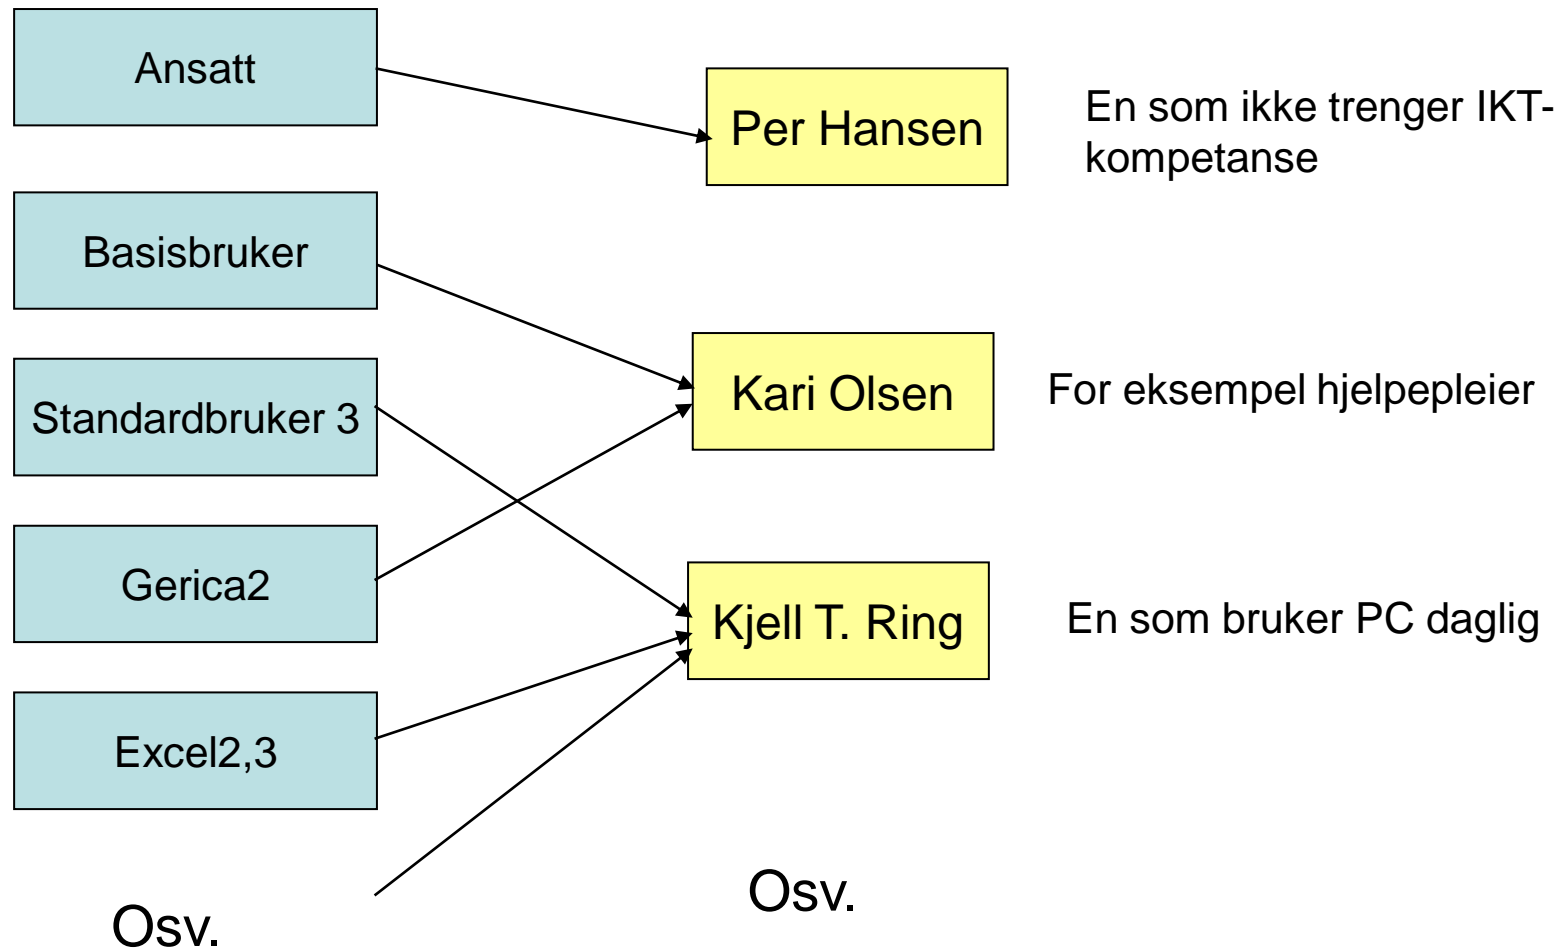 Ansatt
Per Hansen
En som ikke trenger IKT-
kompetanse
Basisbruker
Kari Olsen
For eksempel hjelpepleier
Standardbruker 3
Gerica2
Kjell T. Ring
En som bruker PC daglig
Excel2,3
Osv.
Osv.